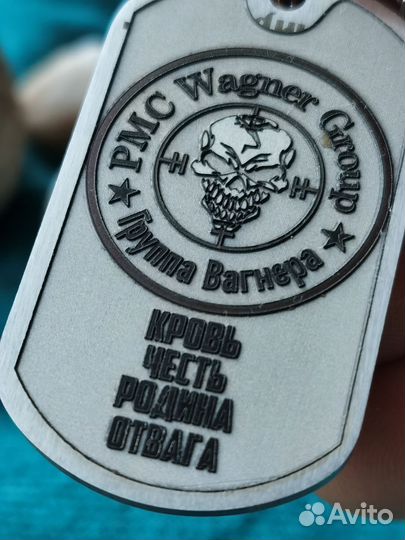 PMC Wagner Group
Группа Вагнера
КРОВЬ
ЧЕСТЬ
РОДИНА
ОТВАГА
Avito